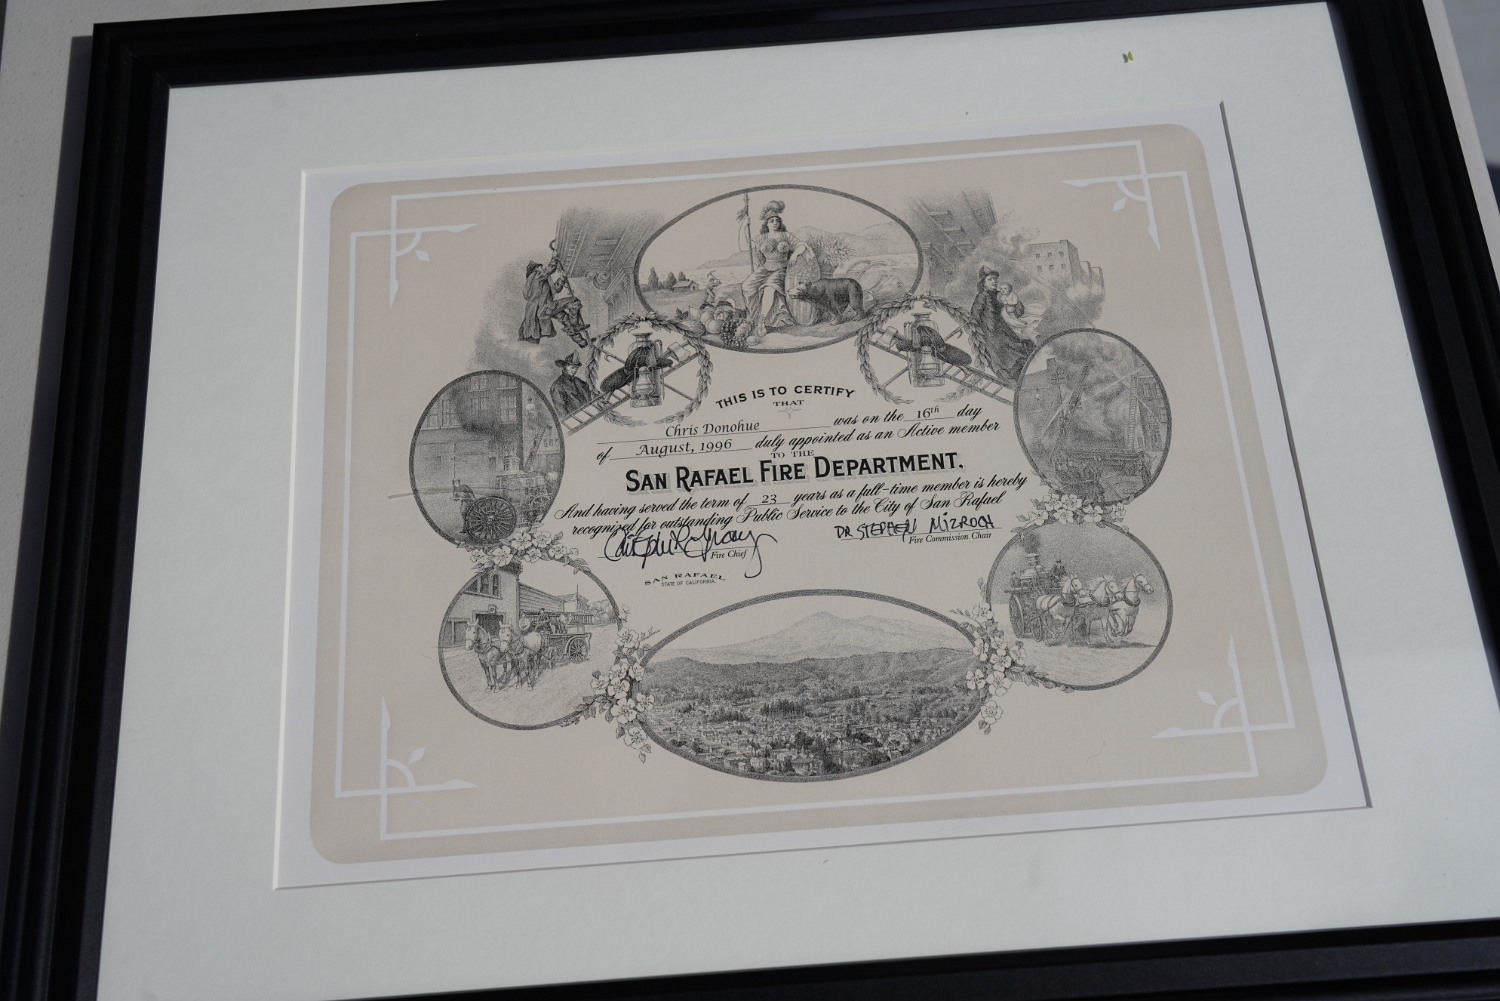 THIS IS TO CERTIFY
THAT
Chris Donohue was on the 16th day
of August, 1996 duly appointed as an Active member
TO THE
SAN RAFAEL FIRE DEPARTMENT.
And having served the term of 23 years as a full-time member is hereby
recognized for outstanding Public Service to the City of San Rafael
DR STEPHEN MIZROCH
Fire Chief
Fire Commission Chair
SAN RAFAEL
STATE OF CALIFORNIA